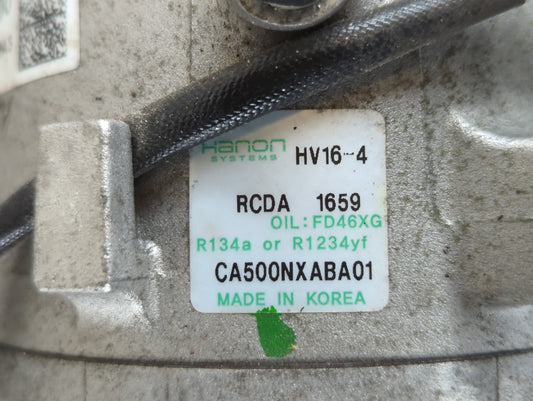 Hanon
SYSTEMS
HV16-4
RCDA 1659
OIL:FD46XG
R134a or R1234yf
CA500NXABA01
MADE IN KOREA